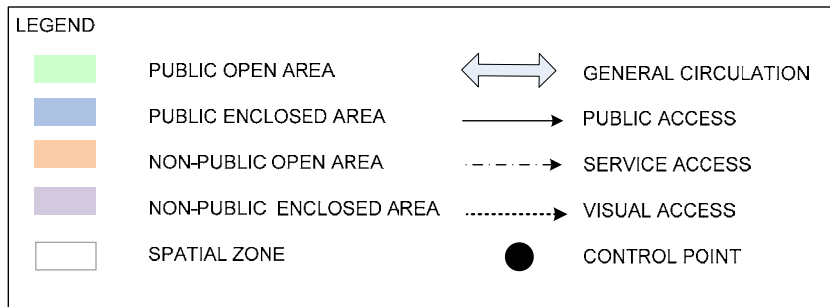 LEGEND
PUBLIC OPEN AREA
PUBLIC ENCLOSED AREA
NON-PUBLIC OPEN AREA
NON-PUBLIC ENCLOSED AREA
SPATIAL ZONE
GENERAL CIRCULATION
PUBLIC ACCESS
SERVICE ACCESS
VISUAL ACCESS
CONTROL POINT